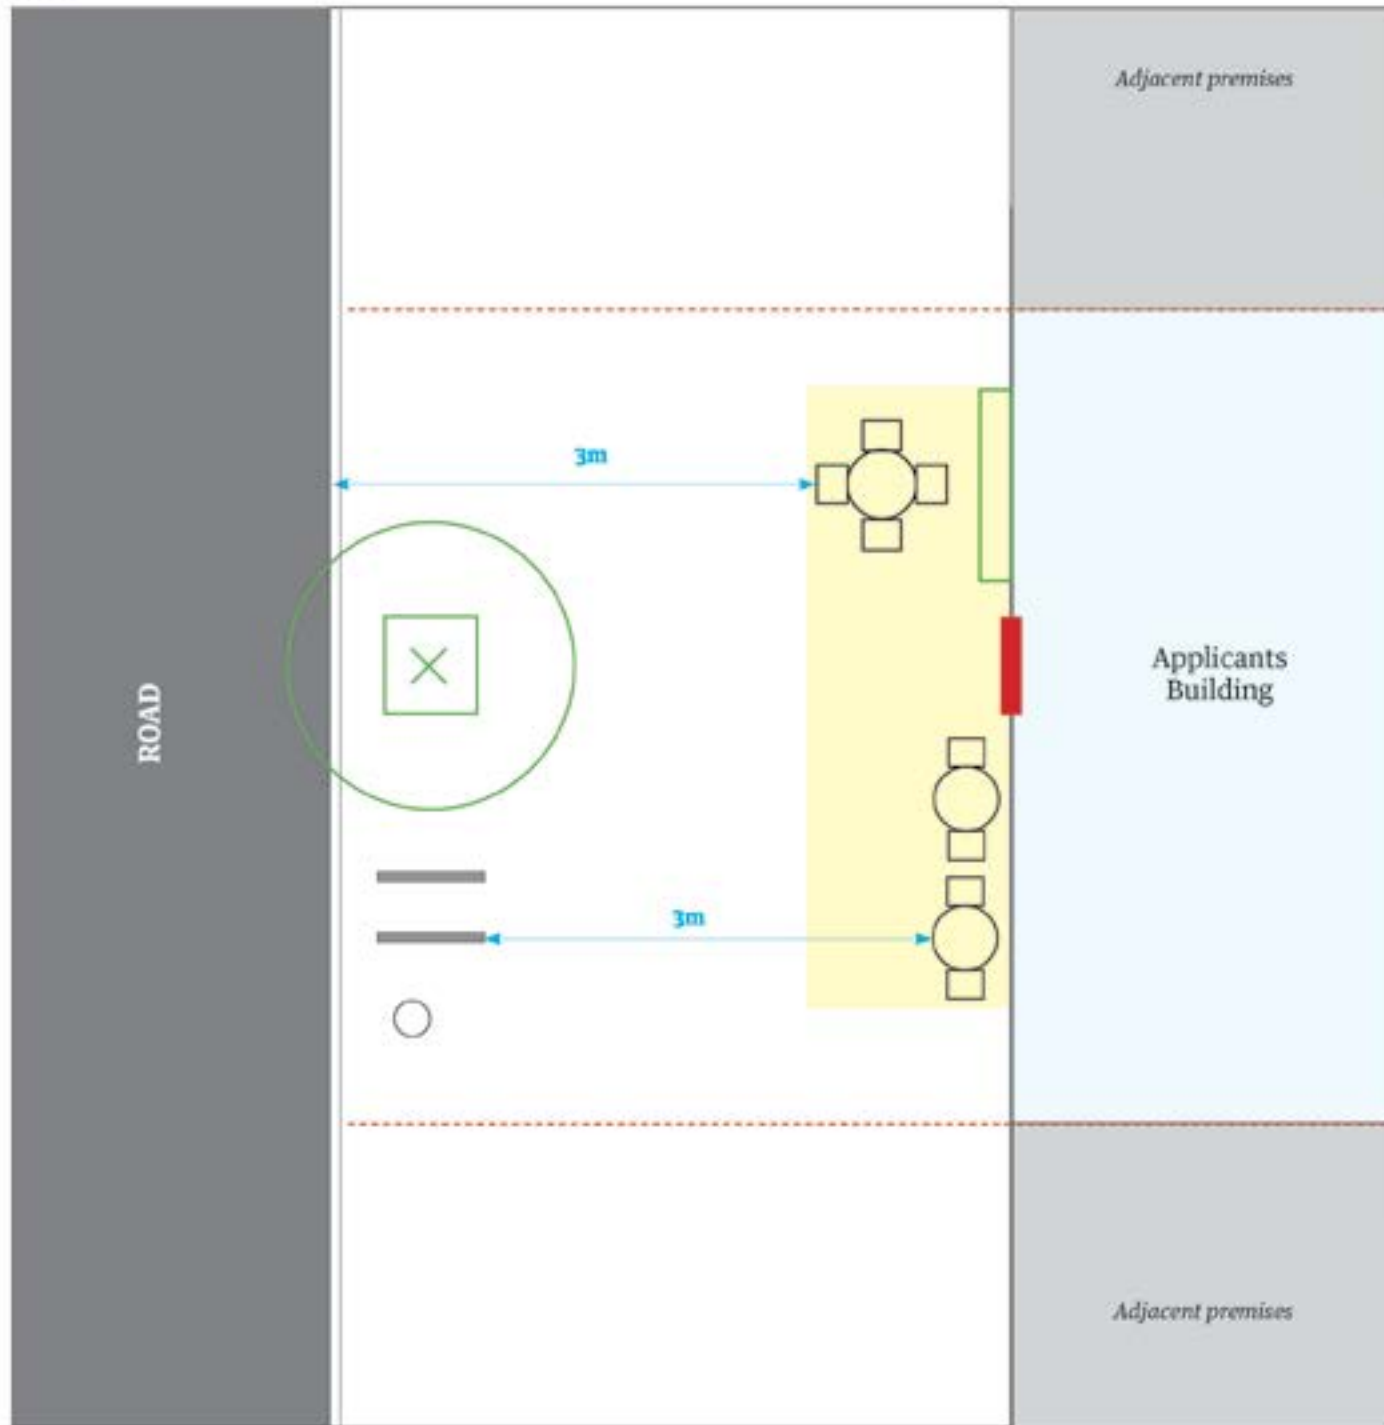 Adjacent premises
3m
ROAD
Applicants
Building
3m
Adjacent premises